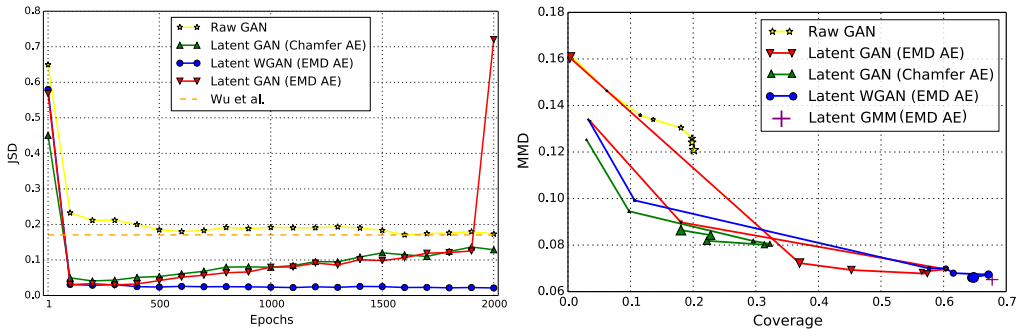 0.8
0.7
0.6
0.5
0.4
0.3
0.2
0.1
0.0
JSD
1
500
1000
1500
2000
Epochs
Raw GAN
Latent GAN (Chamfer AE)
Latent WGAN (EMD AE)
Latent GAN (EMD AE)
Wu et al.
0.18
0.16
0.14
0.12
0.10
0.08
0.06
MMD
0.0
0.1
0.2
0.3
0.4
0.5
0.6
0.7
Coverage
Raw GAN
Latent GAN (EMD AE)
Latent GAN (Chamfer AE)
Latent WGAN (EMD AE)
Latent GMM (EMD AE)